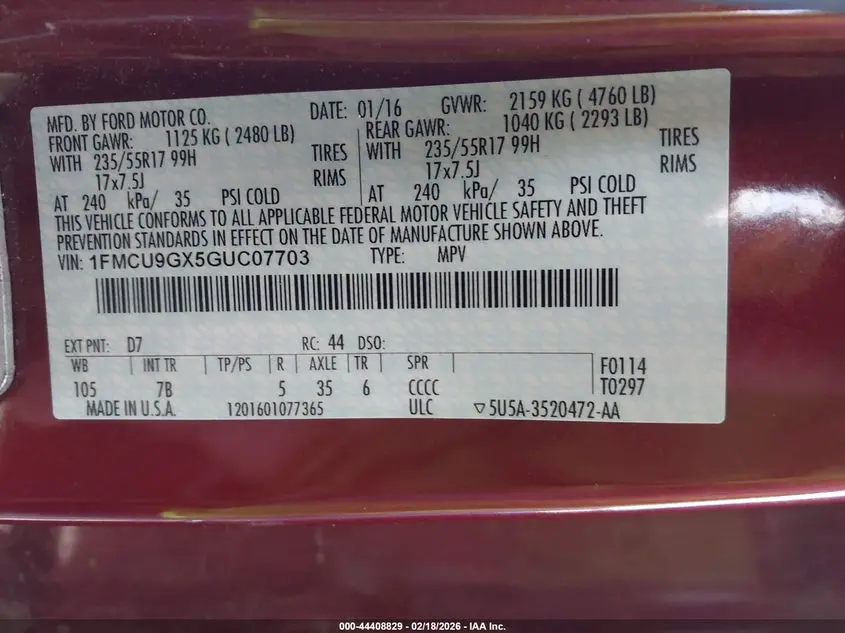 MFD. BY FORD MOTOR CO. DATE: 01/16 GVWR: 2159 KG ( 4760 LB)
FRONT GAWR: 1125 KG ( 2480 LB) REAR GAWR: 1040 KG ( 2293 LB)
WITH 235/55R17 99H TIRES WITH 235/55R17 99H TIRES
17x7.5J RIMS 17x7.5J RIMS
AT 240 kPa/ 35 PSI COLD AT 240 kPa/ 35 PSI COLD
THIS VEHICLE CONFORMS TO ALL APPLICABLE FEDERAL MOTOR VEHICLE SAFETY AND THEFT
PREVENTION STANDARDS IN EFFECT ON THE DATE OF MANUFACTURE SHOWN ABOVE.
VIN: 1FMCU9GX5GUC07703 TYPE: MPV
EXT PNT: D7 RC: 44 DSO:
WB INT TR TP/PS R AXLE TR SPR F0114
105 7B 5 35 6 CCCC T0297
MADE IN U.S.A. 1201601077365 ULC ▽5U5A-3520472-AA
000-44408829 - 02/18/2026 - IAA Inc.